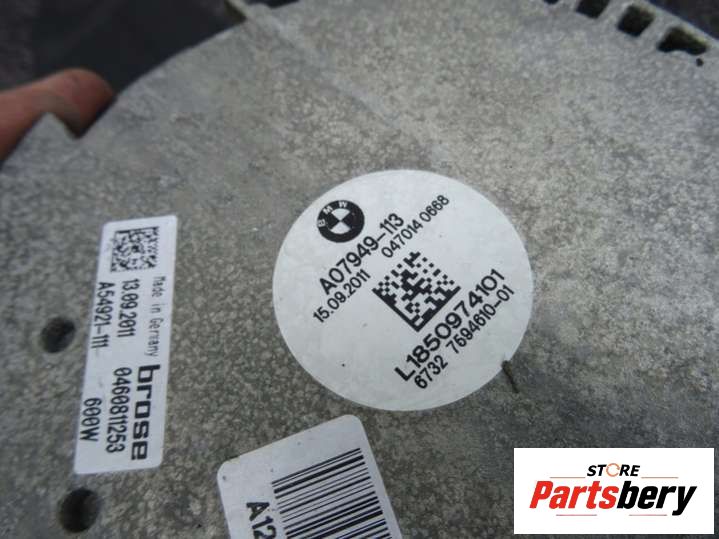 BMW
A07949-113
15.09.2011 047014 0668
L1850974101
6732 7594610-01
Made in Germany
brose
13.09.2011 0460811253
A54921-111 600W
A12
STORE
Partsbery